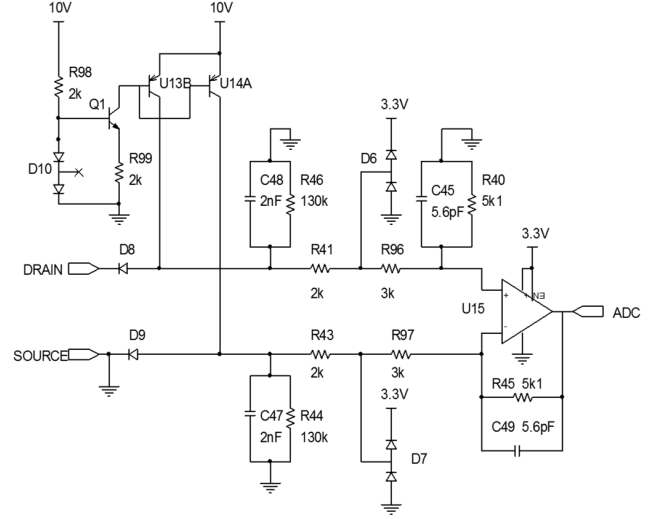 10V
10V
R98
2k
U13B
U14A
Q1
3.3V
D10
R99
2k
C48
2nF
R46
130k
D6
C45
5.6pF
R40
5k1
D8
R41
R96
3.3V
DRAIN
2k
3k
U15
+
EN
-
ADC
D9
R43
R97
SOURCE
2k
3k
R45 5k1
3.3V
C47
2nF
R44
130k
C49 5.6pF
D7